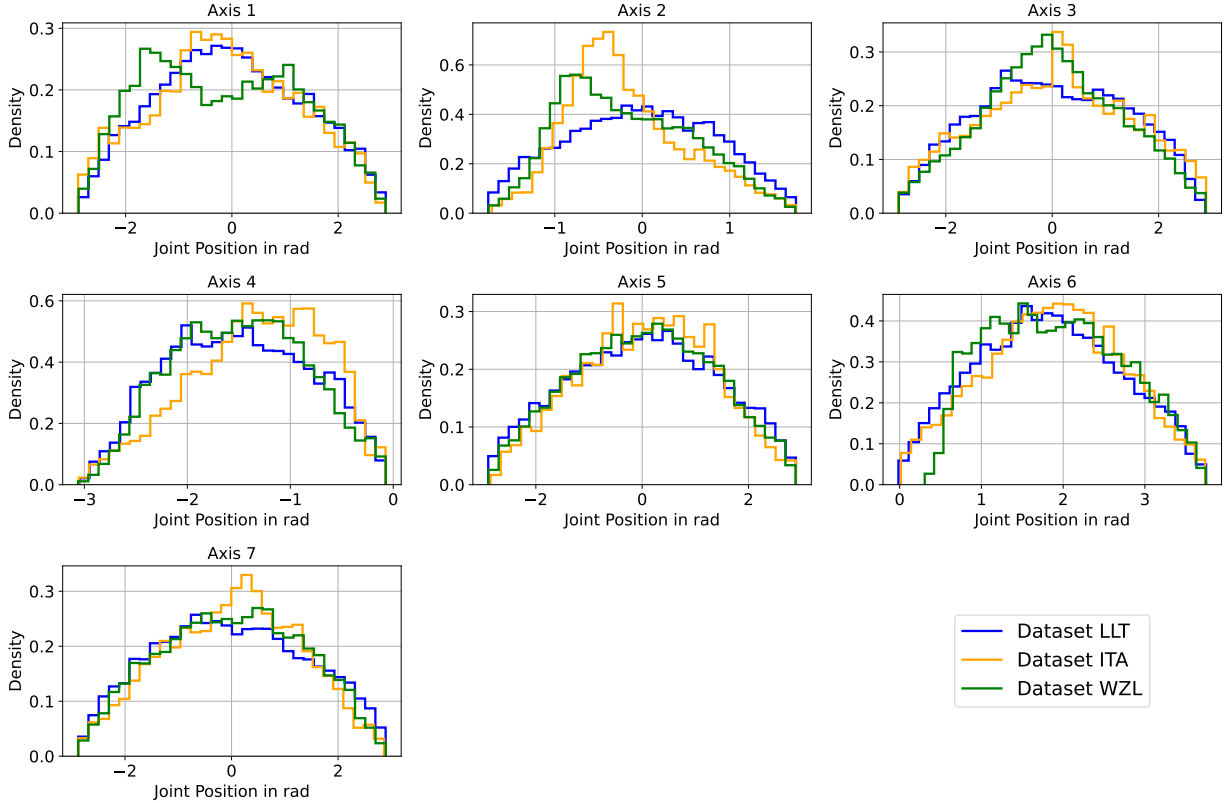 Axis 1
Axis 2
Axis 3
0.3
0.2
0.1
0.0
Density
−2
0
2
Joint Position in rad
0.6
0.4
0.2
0.0
Density
−1
0
1
Joint Position in rad
0.3
0.2
0.1
0.0
Density
−2
0
2
Joint Position in rad
Axis 4
Axis 5
Axis 6
0.6
0.4
0.2
0.0
Density
−3
−2
−1
0
Joint Position in rad
0.3
0.2
0.1
0.0
Density
−2
0
2
Joint Position in rad
0.4
0.3
0.2
0.1
0.0
Density
0
1
2
3
Joint Position in rad
Axis 7
0.3
0.2
0.1
0.0
Density
−2
0
2
Joint Position in rad
Dataset LLT
Dataset ITA
Dataset WZL